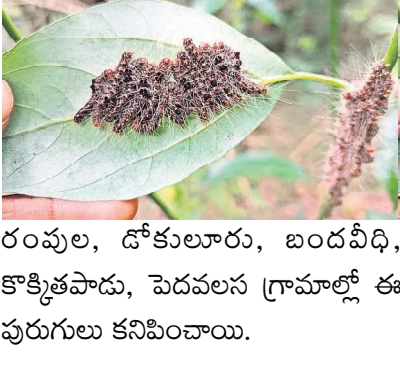 రంపుల, డోకులూరు, బందవీధి,
కొక్కితపాడు, పెదవలస గ్రామాల్లో ఈ
పురుగులు కనిపించాయి.